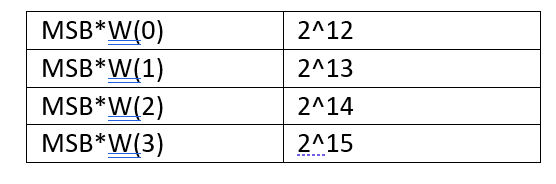 MSB*W(0) 2^12
MSB*W(1) 2^13
MSB*W(2) 2^14
MSB*W(3) 2^15